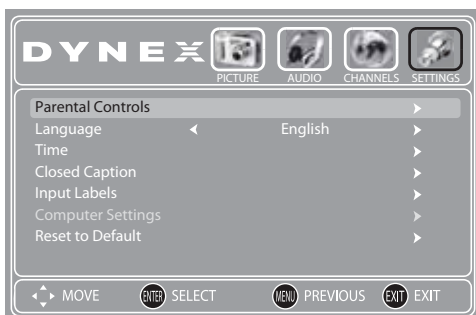 DYNEX
PICTURE AUDIO CHANNELS SETTINGS
Parental Controls
Language English
Time
Closed Caption
Input Labels
Computer Settings
Reset to Default
MOVE ENTER SELECT MENU PREVIOUS EXIT EXIT